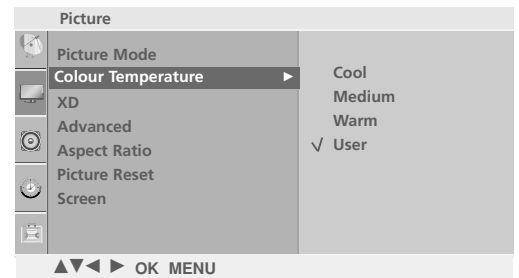 Picture
Picture Mode
Colour Temperature ►
XD
Advanced
Aspect Ratio
Picture Reset
Screen
Cool
Medium
Warm
√ User
▲▼◄ ► OK MENU